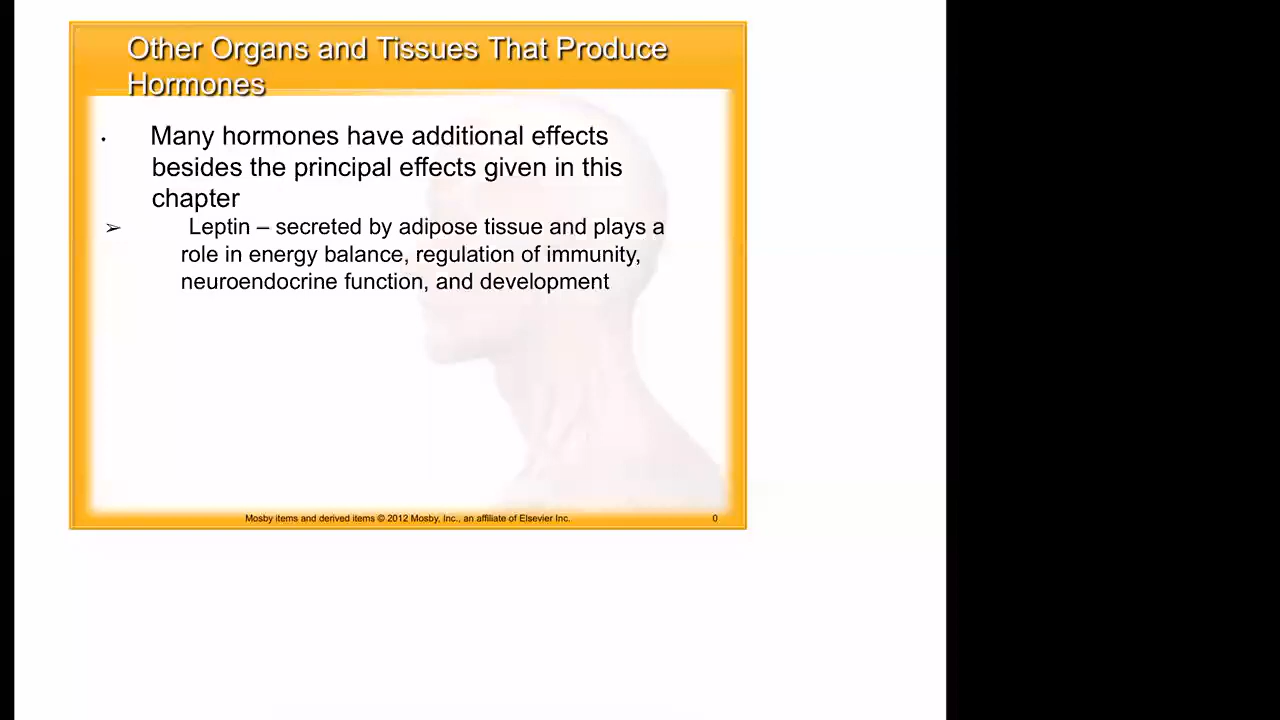 Other Organs and Tissues That Produce
Hormones
• Many hormones have additional effects
besides the principal effects given in this
chapter
➢ Leptin – secreted by adipose tissue and plays a
role in energy balance, regulation of immunity,
neuroendocrine function, and development
Mosby items and derived items © 2012 Mosby, Inc., an affiliate of Elsevier Inc. 0